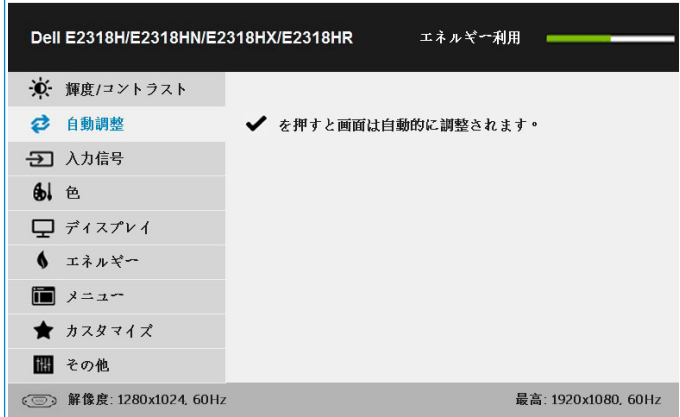 Dell E2318H/E2318HN/E2318HX/E2318HR エネルギー利用
輝度/コントラスト
自動調整 ✔ を押すと画面は自動的に調整されます。
入力信号
色
ディスプレイ
エネルギー
メニュー
カスタマイズ
その他
解像度: 1280x1024, 60Hz 最高: 1920x1080, 60Hz